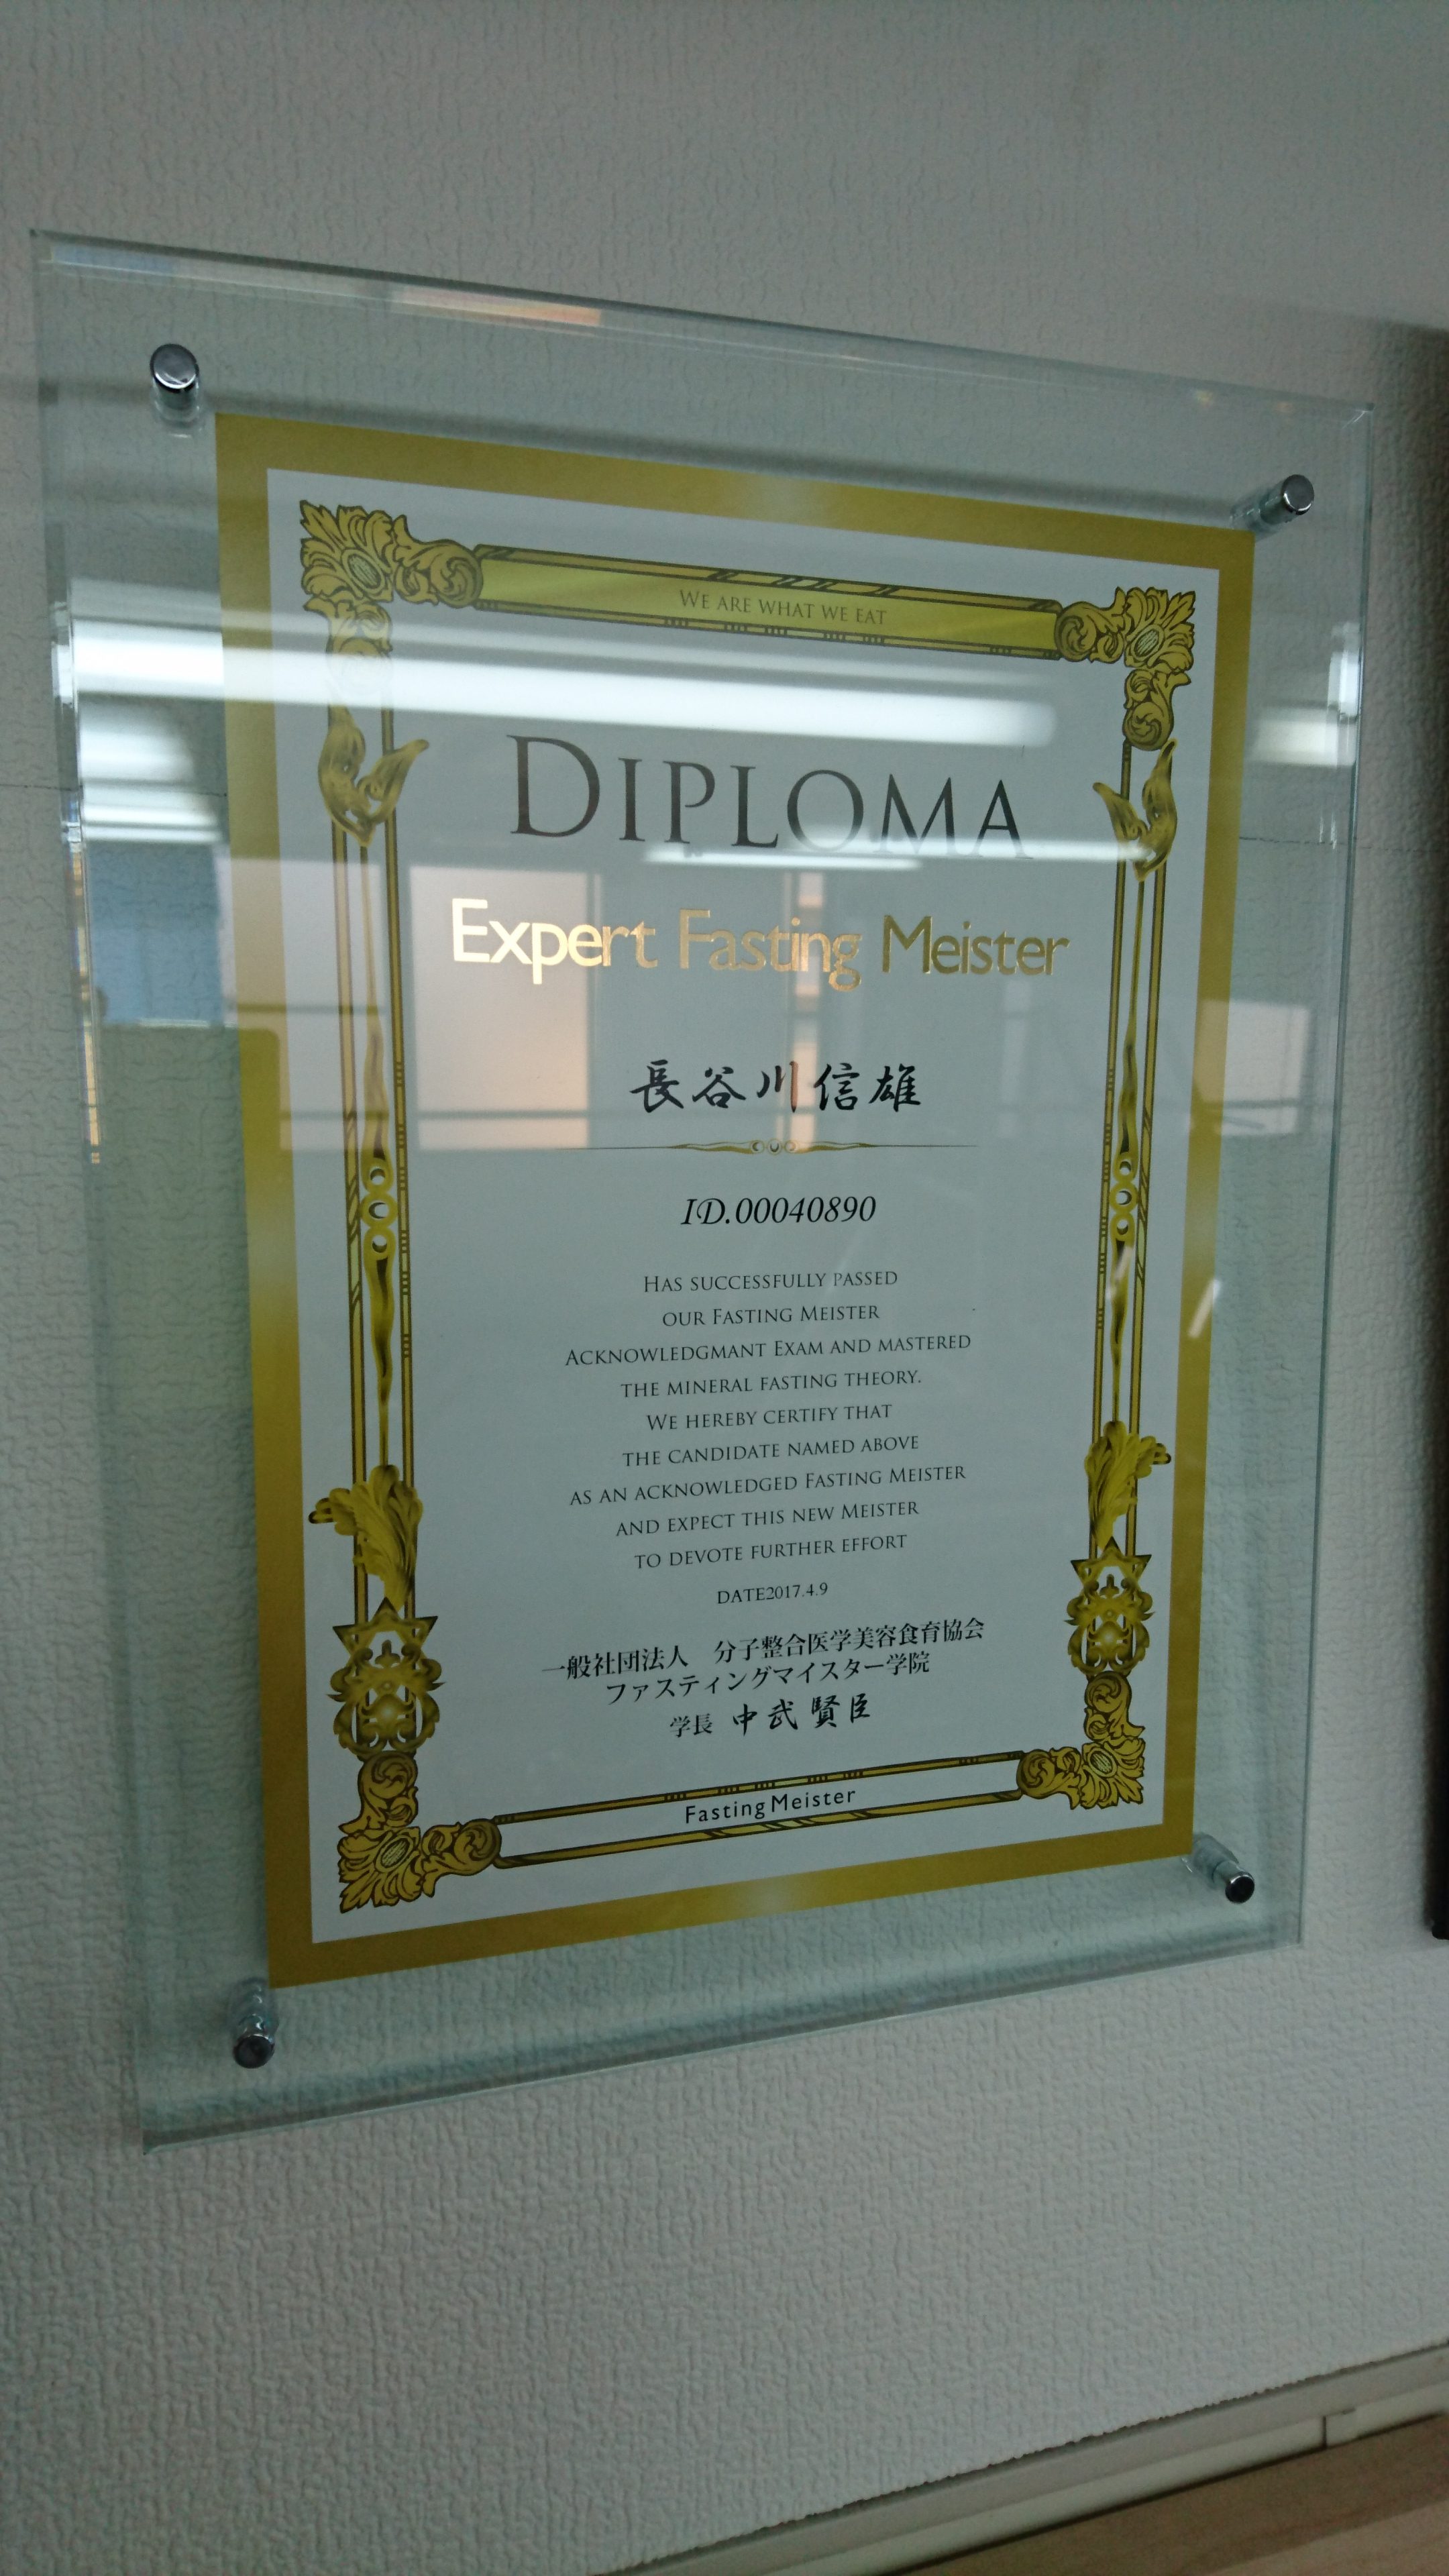 WE ARE WHAT WE EAT
DIPLOMA
Expert Fasting Meister
長谷川信雄
ID.00040890
HAS SUCCESSFULLY PASSED
OUR FASTING MEISTER
ACKNOWLEDGMANT EXAM AND MASTERED
THE MINERAL FASTING THEORY.
WE HEREBY CERTIFY THAT
THE CANDIDATE NAMED ABOVE
AS AN ACKNOWLEDGED FASTING MEISTER
AND EXPECT THIS NEW MEISTER
TO DEVOTE FURTHER EFFORT
DATE2017.4.9
一般社団法人 分子整合医学美容食育協会
ファスティングマイスター学院
学長 中武賢臣
Fasting Meister